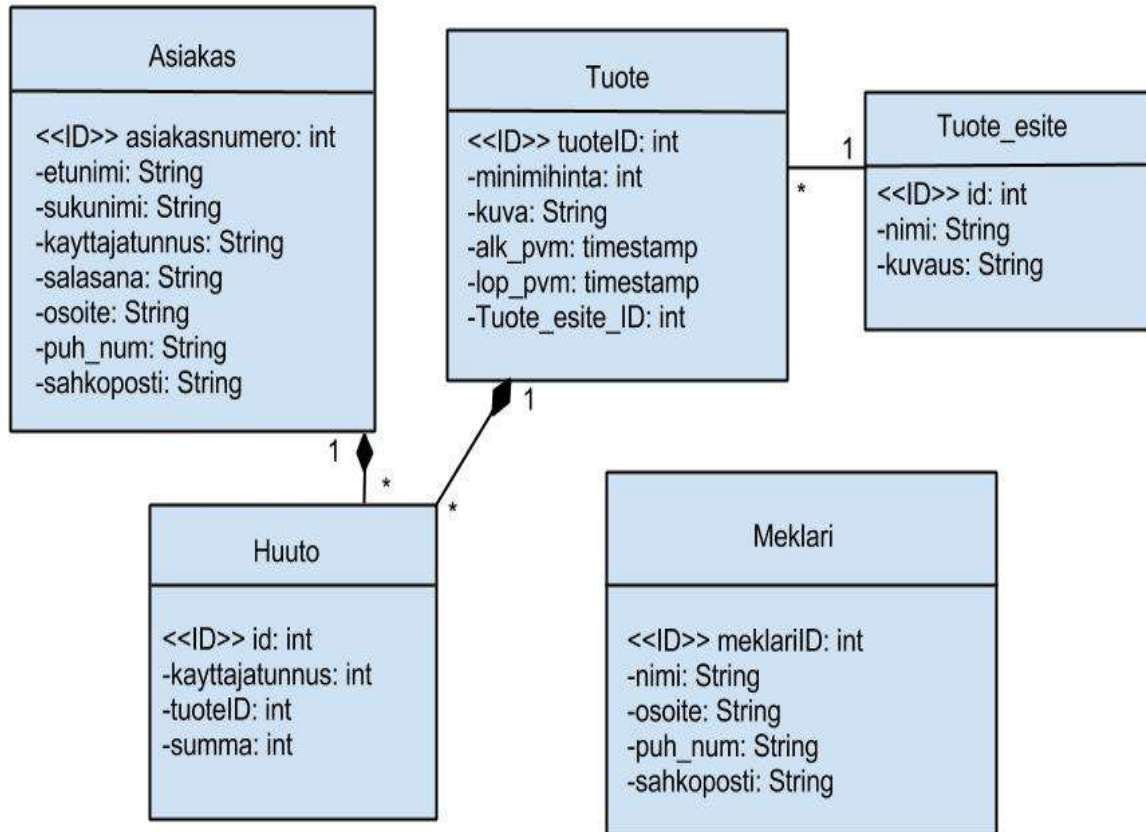 Asiakas
<<ID>> asiakasnumero: int
-etunimi: String
-sukunimi: String
-kayttajatunnus: String
-salasana: String
-osoite: String
-puh_num: String
-sahkoposti: String
Tuote
<<ID>> tuoteID: int
-minimihinta: int
-kuva: String
-alk_pvm: timestamp
-lop_pvm: timestamp
-Tuote_esite_ID: int
1
*
Tuote_esite
<<ID>> id: int
-nimi: String
-kuvaus: String
1
*
1
*
Huuto
<<ID>> id: int
-kayttajatunnus: int
-tuoteID: int
-summa: int
Meklari
<<ID>> meklariID: int
-nimi: String
-osoite: String
-puh_num: String
-sahkoposti: String